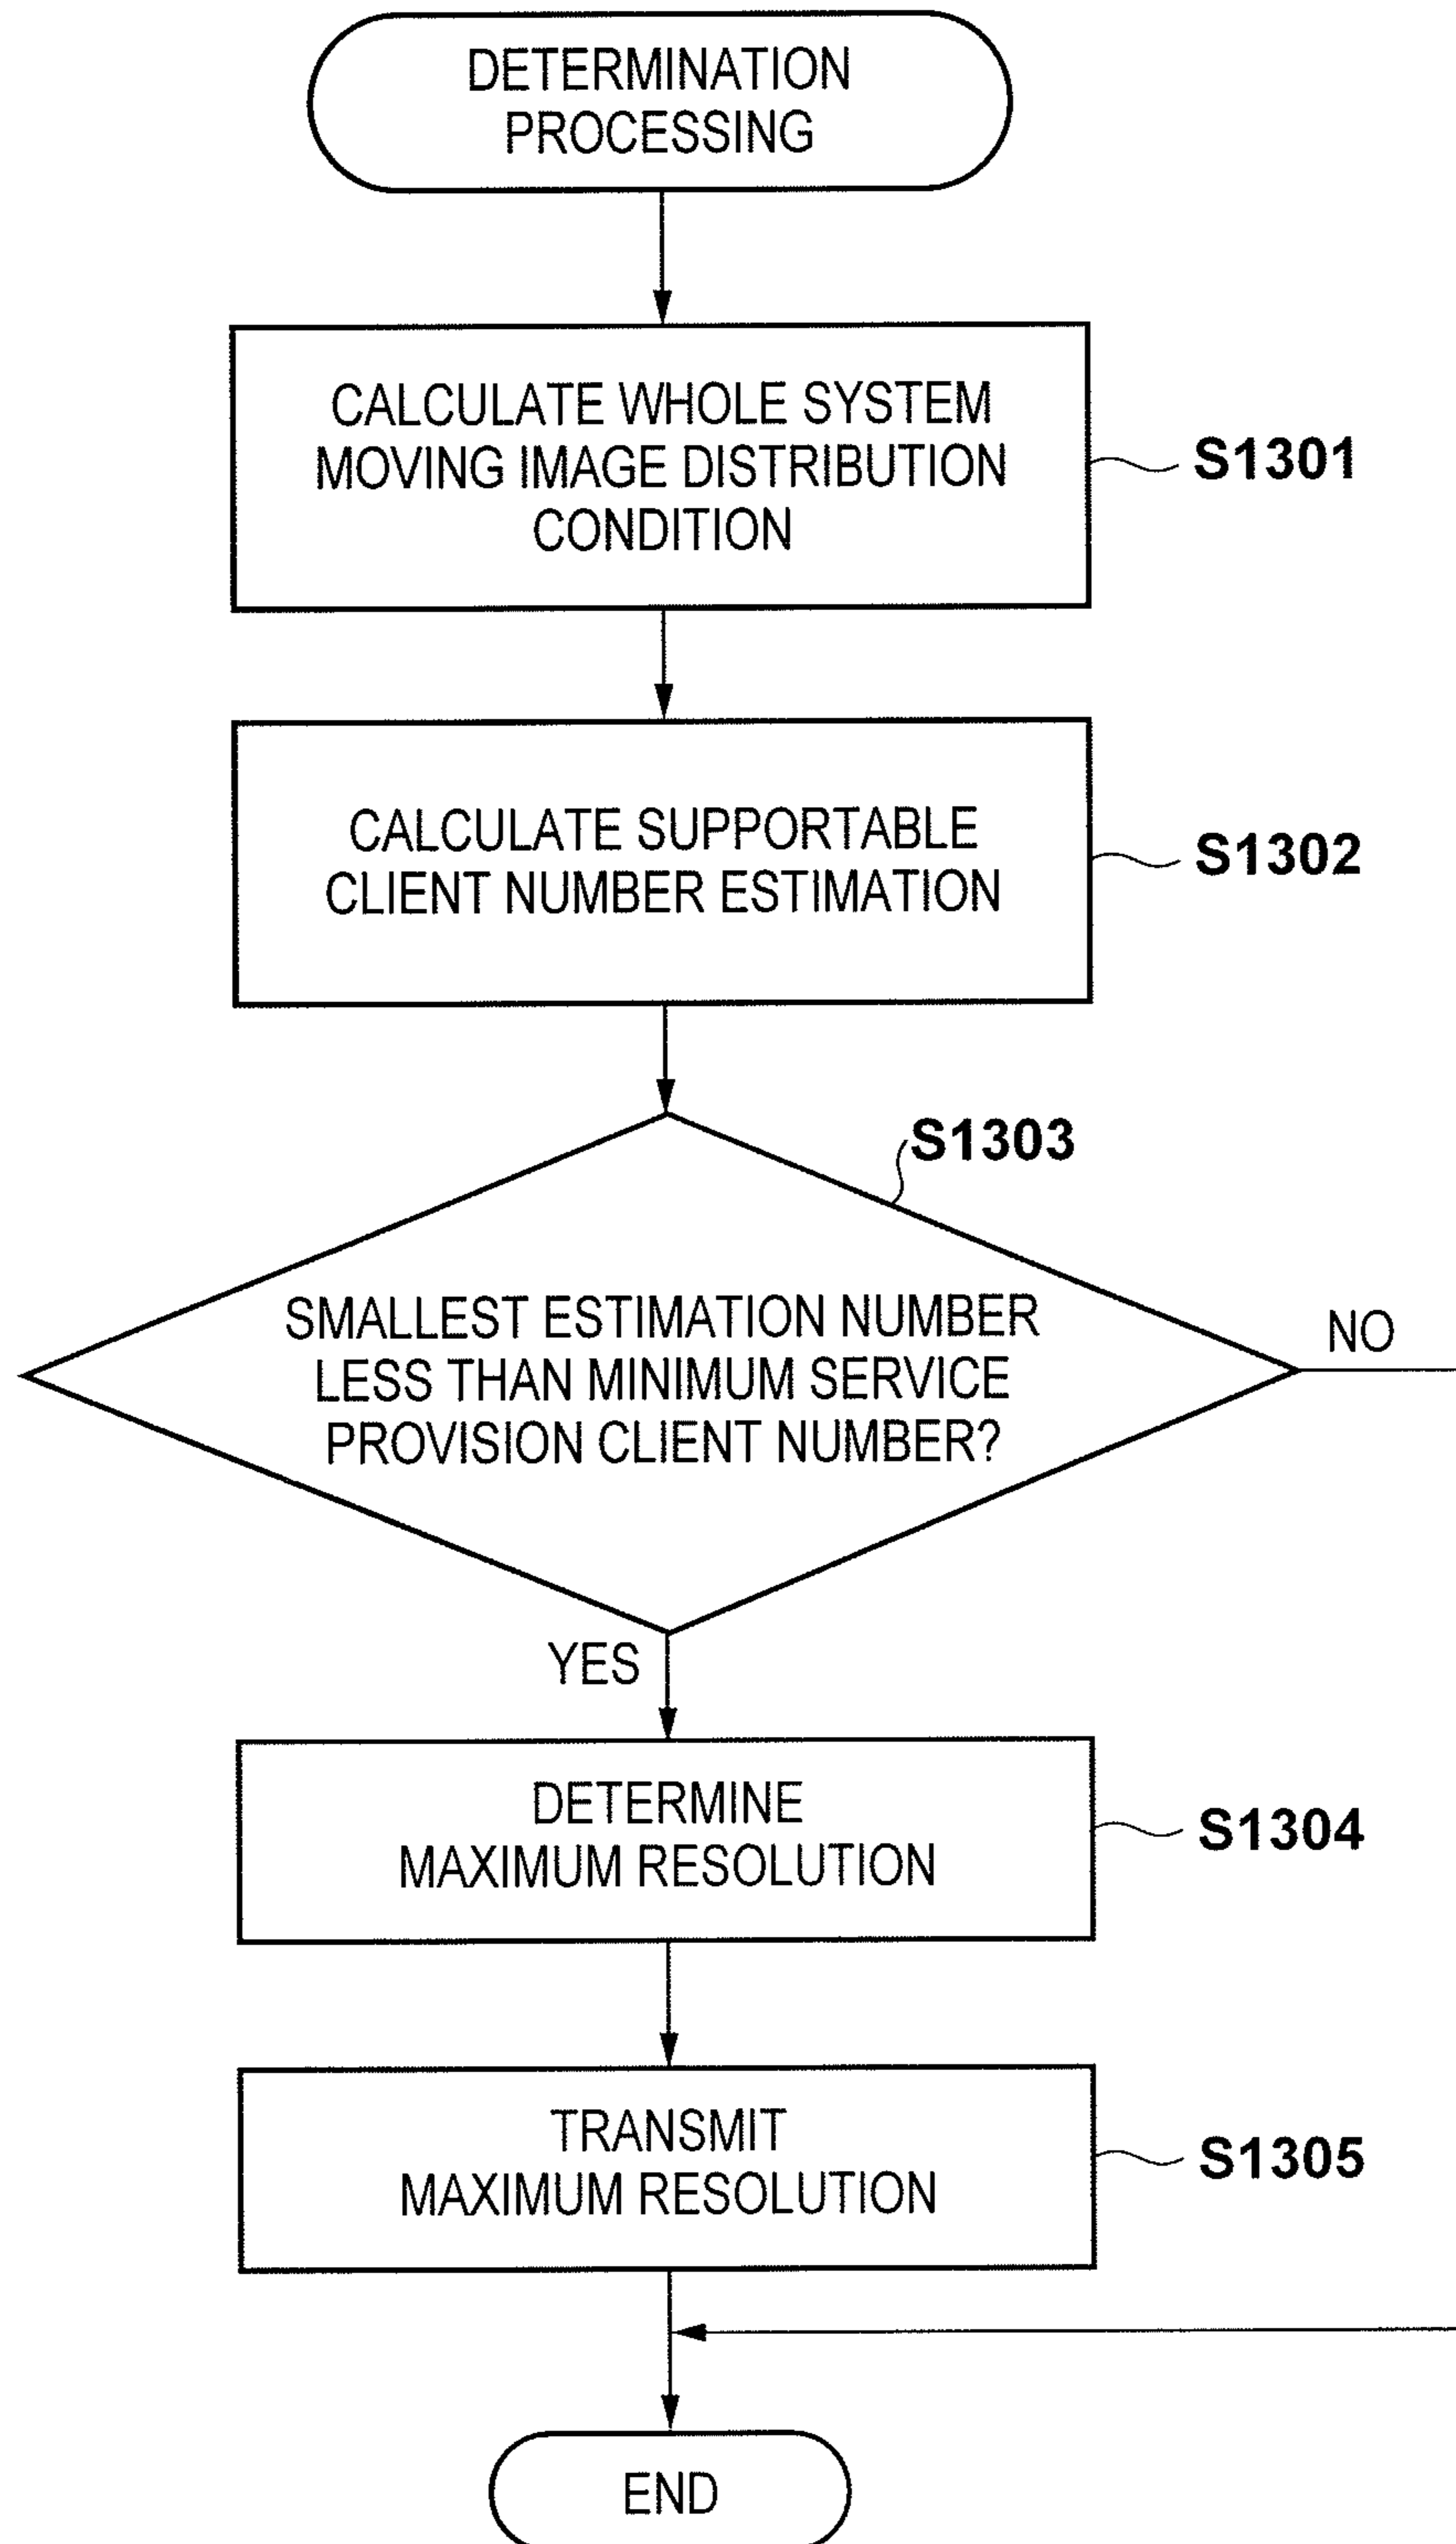 DETERMINATION
PROCESSING
CALCULATE WHOLE SYSTEM
MOVING IMAGE DISTRIBUTION
CONDITION
S1301
CALCULATE SUPPORTABLE
CLIENT NUMBER ESTIMATION
S1302
S1303
SMALLEST ESTIMATION NUMBER
LESS THAN MINIMUM SERVICE
PROVISION CLIENT NUMBER?
NO
YES
DETERMINE
MAXIMUM RESOLUTION
S1304
TRANSMIT
MAXIMUM RESOLUTION
S1305
END